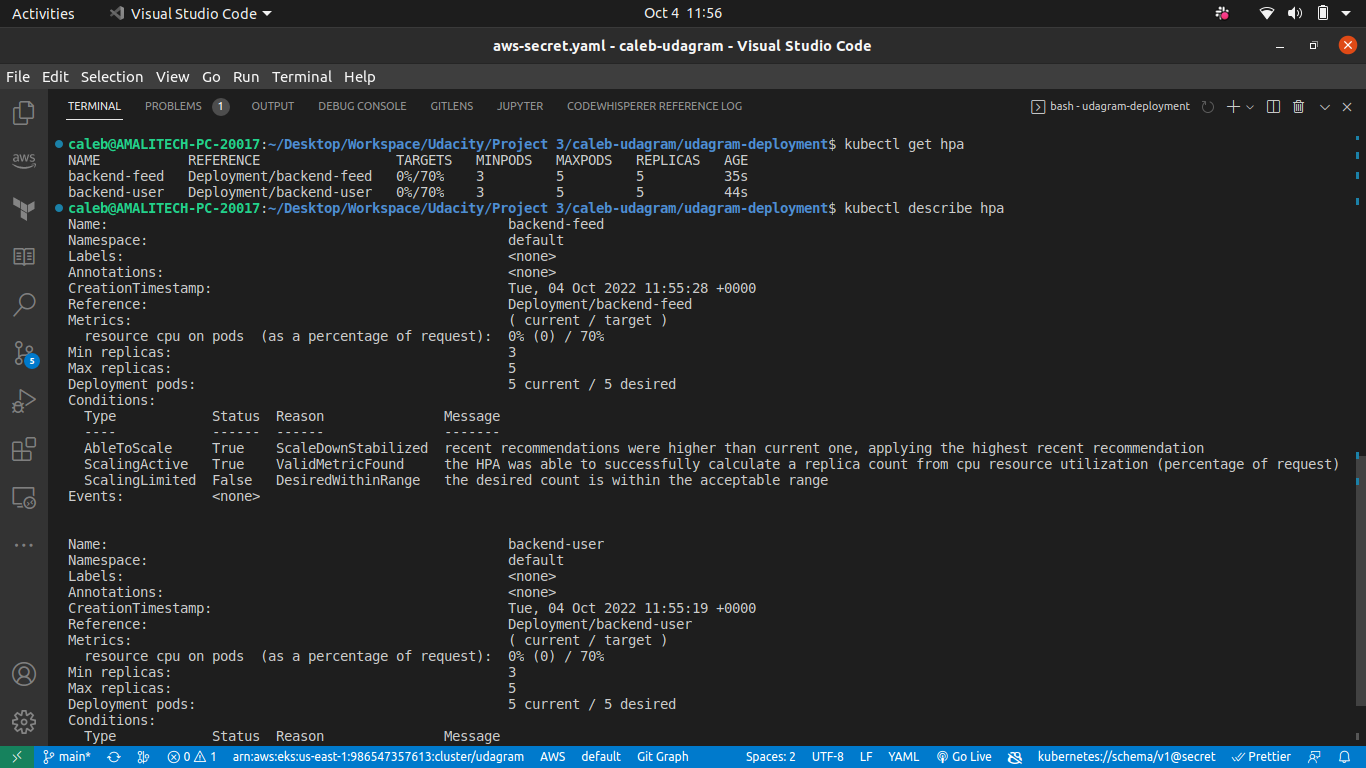 Activities Visual Studio Code Oct 4 11:56
aws-secret.yaml - caleb-udagram - Visual Studio Code
File Edit Selection View Go Run Terminal Help
TERMINAL PROBLEMS 1 OUTPUT DEBUG CONSOLE GITLENS JUPYTER CODEWHISPERER REFERENCE LOG bash - udagram-deployment
aws
5
caleb@AMALITECH-PC-20017:~/Desktop/Workspace/Udacity/Project 3/caleb-udagram/udagram-deployment$ kubectl get hpa
NAME REFERENCE TARGETS MINPODS MAXPODS REPLICAS AGE
backend-feed Deployment/backend-feed 0%/70% 3 5 5 35s
backend-user Deployment/backend-user 0%/70% 3 5 5 44s
caleb@AMALITECH-PC-20017:~/Desktop/Workspace/Udacity/Project 3/caleb-udagram/udagram-deployment$ kubectl describe hpa
Name: backend-feed
Namespace: default
Labels: <none>
Annotations: <none>
CreationTimestamp: Tue, 04 Oct 2022 11:55:28 +0000
Reference: Deployment/backend-feed
Metrics: ( current / target )
resource cpu on pods (as a percentage of request): 0% (0) / 70%
Min replicas: 3
Max replicas: 5
Deployment pods: 5 current / 5 desired
Conditions:
Type Status Reason Message
---- ------ ------ -------
AbleToScale True ScaleDownStabilized recent recommendations were higher than current one, applying the highest recent recommendation
ScalingActive True ValidMetricFound the HPA was able to successfully calculate a replica count from cpu resource utilization (percentage of request)
ScalingLimited False DesiredWithinRange the desired count is within the acceptable range
Events: <none>
Name: backend-user
Namespace: default
Labels: <none>
Annotations: <none>
CreationTimestamp: Tue, 04 Oct 2022 11:55:19 +0000
Reference: Deployment/backend-user
Metrics: ( current / target )
resource cpu on pods (as a percentage of request): 0% (0) / 70%
Min replicas: 3
Max replicas: 5
Deployment pods: 5 current / 5 desired
Conditions:
Type Status Reason Message
main* 0 1 arn:aws:eks:us-east-1:986547357613:cluster/udagram AWS default Git Graph Spaces: 2 UTF-8 LF YAML Go Live kubernetes://schema/v1@secret Prettier